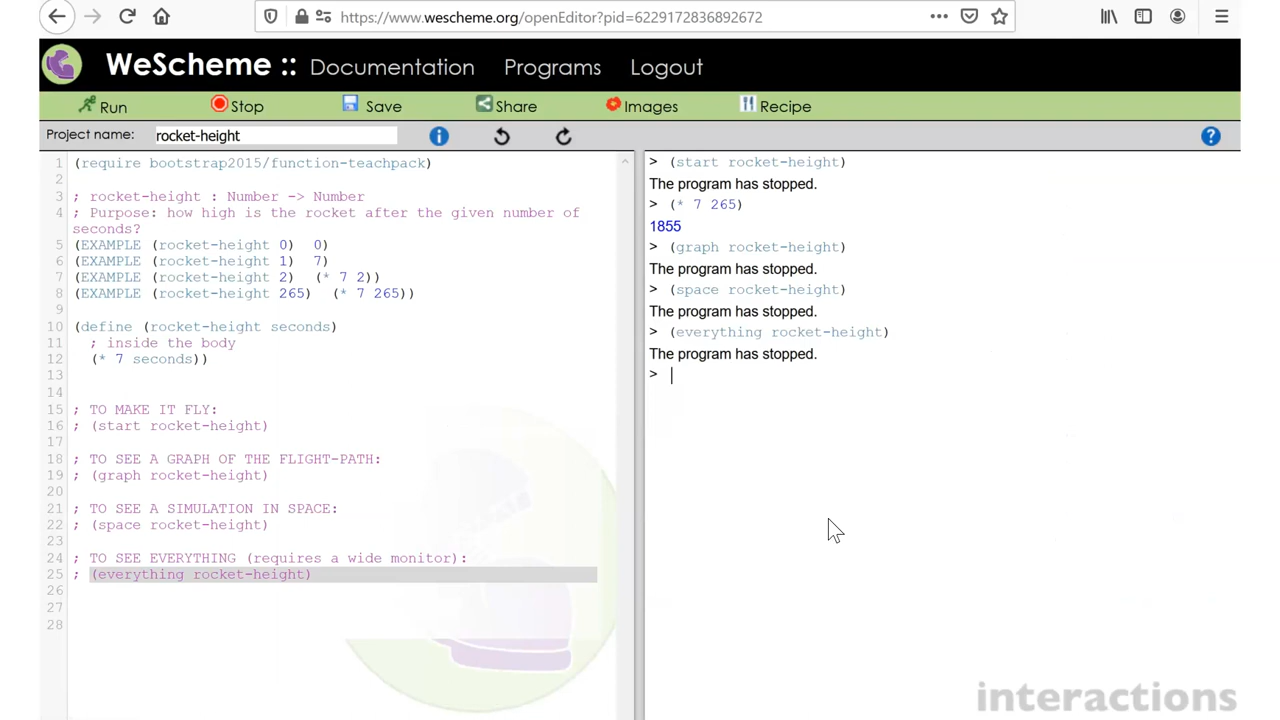 https://www.wescheme.org/openEditor?pid=6229172836892672
WeScheme :: Documentation Programs Logout
Run Stop Save Share Images Recipe
Project name: rocket-height
1 (require bootstrap2015/function-teachpack)
2
3 ; rocket-height : Number -> Number
4 ; Purpose: how high is the rocket after the given number of
seconds?
5 (EXAMPLE (rocket-height 0) 0)
6 (EXAMPLE (rocket-height 1) 7)
7 (EXAMPLE (rocket-height 2) (* 7 2))
8 (EXAMPLE (rocket-height 265) (* 7 265))
9
10 (define (rocket-height seconds)
11 ; inside the body
12 (* 7 seconds))
13
14
15 ; TO MAKE IT FLY:
16 ; (start rocket-height)
17
18 ; TO SEE A GRAPH OF THE FLIGHT-PATH:
19 ; (graph rocket-height)
20
21 ; TO SEE A SIMULATION IN SPACE:
22 ; (space rocket-height)
23
24 ; TO SEE EVERYTHING (requires a wide monitor):
25 ; (everything rocket-height)
26
27
28
> (start rocket-height)
The program has stopped.
> (* 7 265)
1855
> (graph rocket-height)
The program has stopped.
> (space rocket-height)
The program has stopped.
> (everything rocket-height)
The program has stopped.
>
interactions